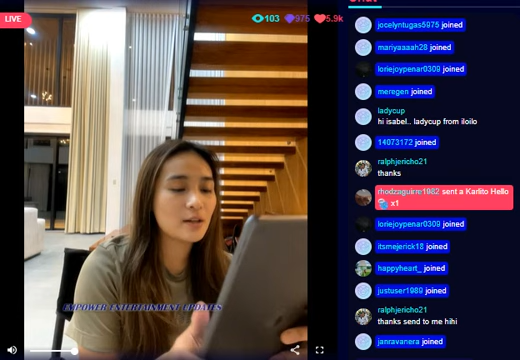 LIVE
103 975 5.9k
Chat
jocelyntugas5975 joined
mariyaaaah28 joined
loriejoypenar0309 joined
meregen joined
ladycup
hi isabel.. ladycup from iloilo
14073172 joined
ralphjericho21
thanks
rhodzaguirre1982 sent a Karlito Hello
x1
loriejoypenar0309 joined
itsmejerick18 joined
happyheart_ joined
justuser1989 joined
ralphjericho21
thanks send to me hihi
janravanera joined
EMPOWER ENTERTAINMENT UPDATES